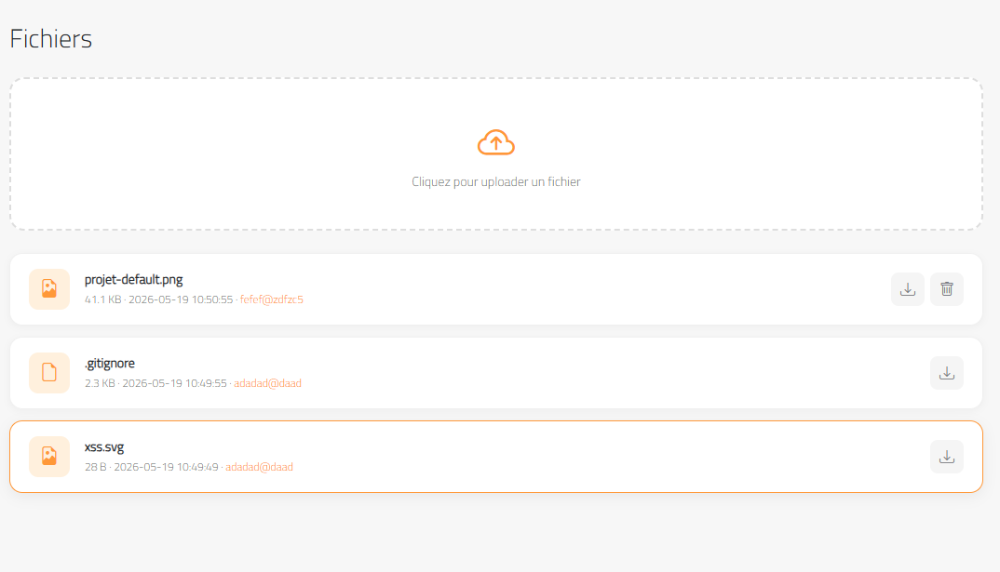 Fichiers
Cliquez pour uploader un fichier
projet-default.png
41.1 KB · 2026-05-19 10:50:55 · fefef@zdfzc5
.gitignore
2.3 KB · 2026-05-19 10:49:55 · adadad@daad
xss.svg
28 B · 2026-05-19 10:49:49 · adadad@daad